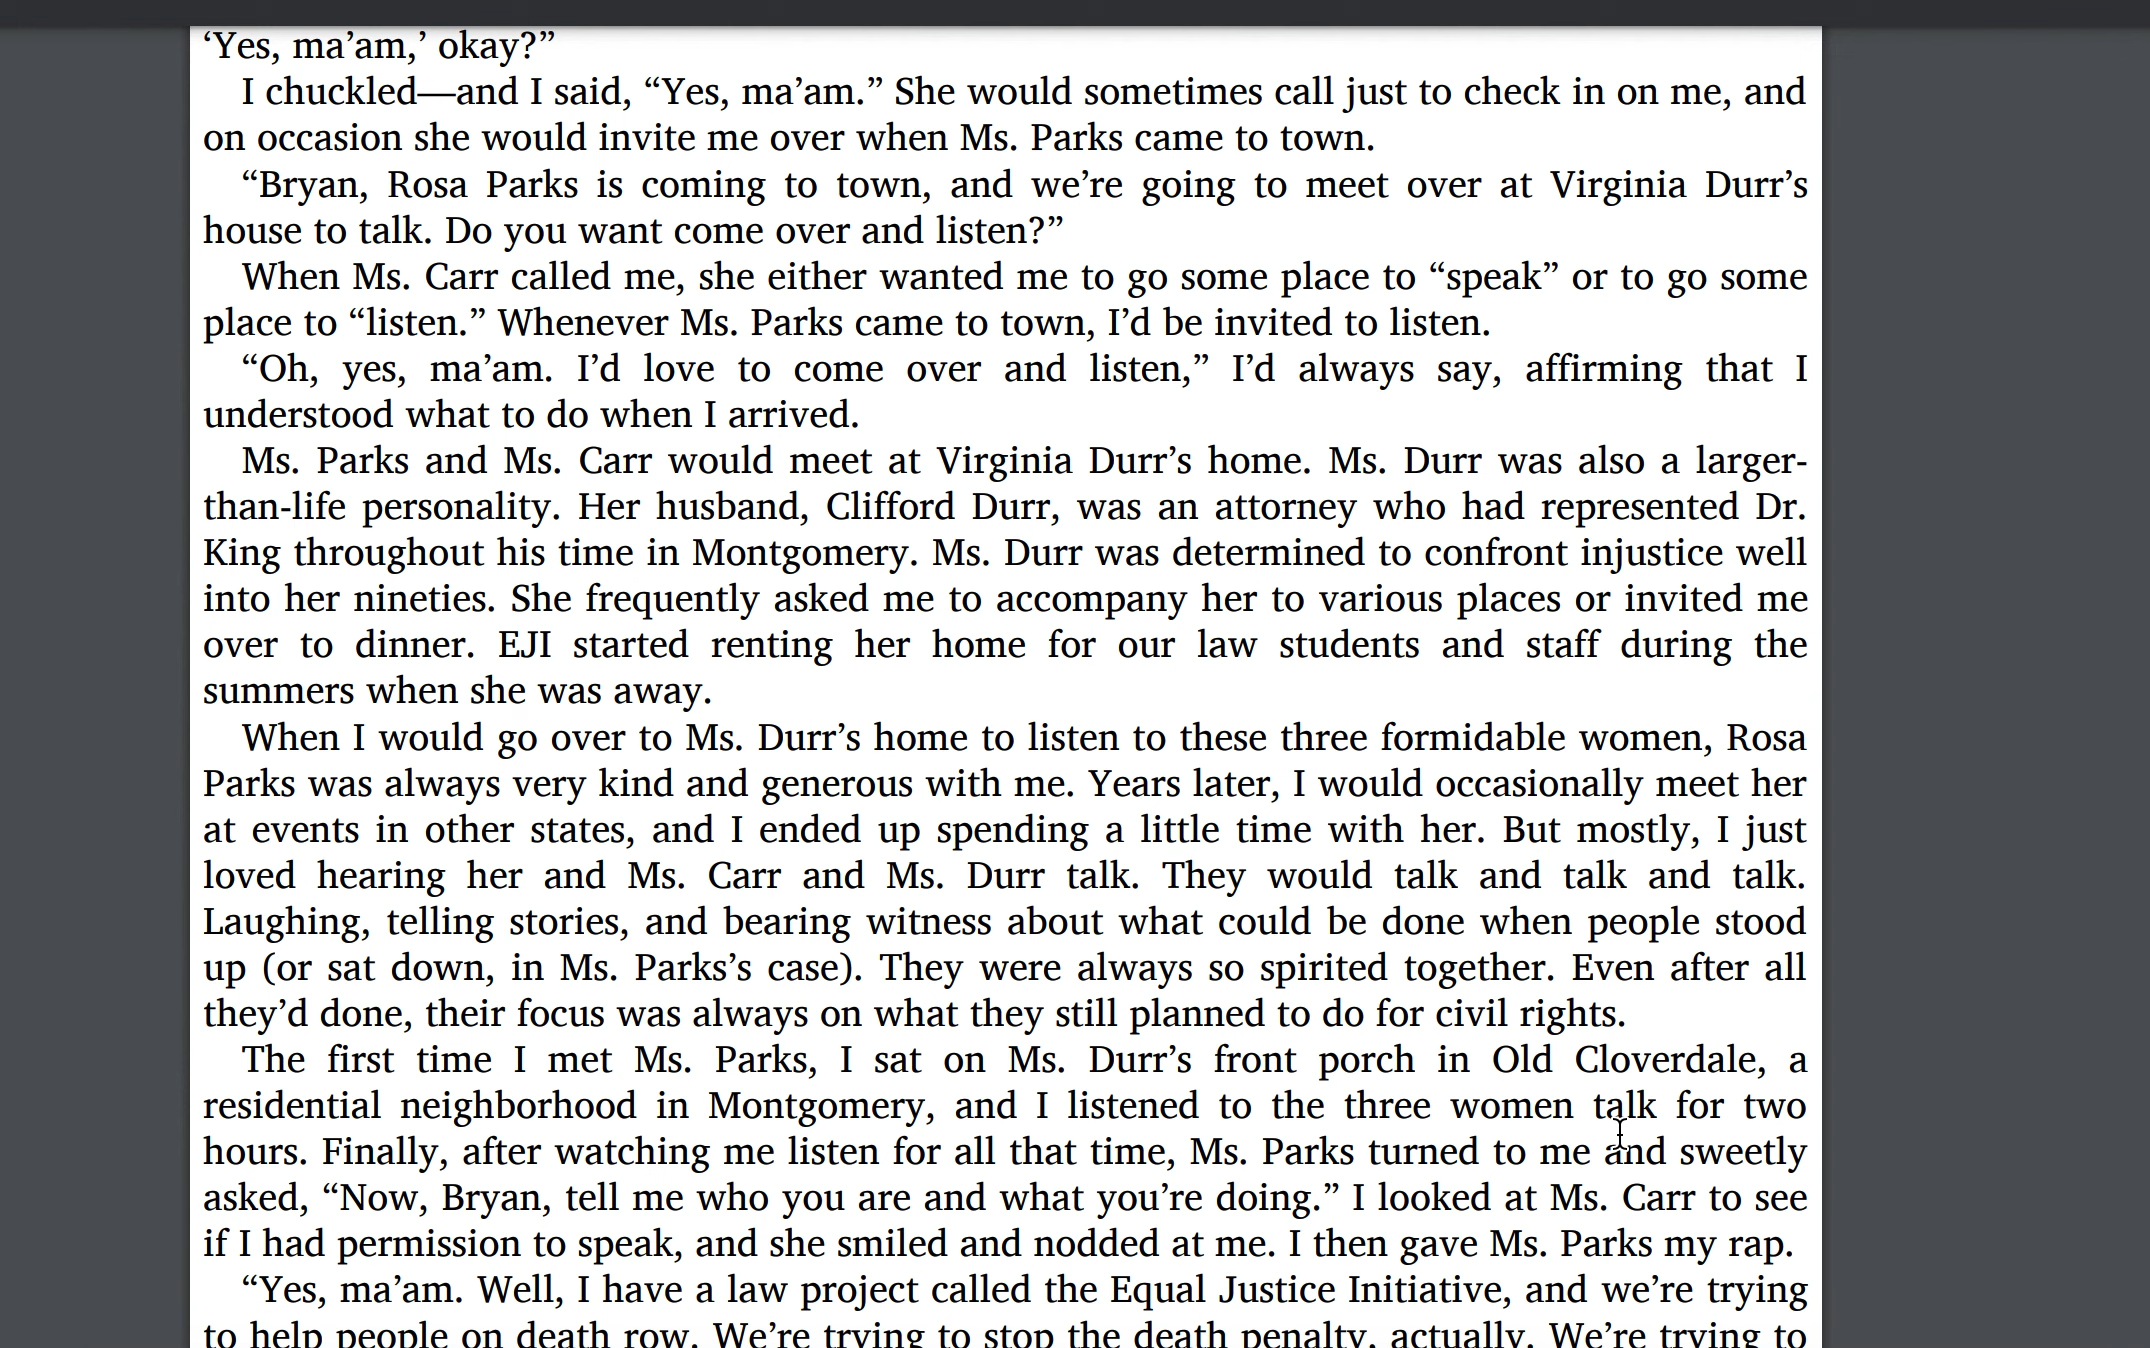 ‘Yes, ma’am,’ okay?”
I chuckled—and I said, “Yes, ma’am.” She would sometimes call just to check in on me, and
on occasion she would invite me over when Ms. Parks came to town.
“Bryan, Rosa Parks is coming to town, and we’re going to meet over at Virginia Durr’s
house to talk. Do you want come over and listen?”
When Ms. Carr called me, she either wanted me to go some place to “speak” or to go some
place to “listen.” Whenever Ms. Parks came to town, I’d be invited to listen.
“Oh, yes, ma’am. I’d love to come over and listen,” I’d always say, affirming that I
understood what to do when I arrived.
Ms. Parks and Ms. Carr would meet at Virginia Durr’s home. Ms. Durr was also a larger-
than-life personality. Her husband, Clifford Durr, was an attorney who had represented Dr.
King throughout his time in Montgomery. Ms. Durr was determined to confront injustice well
into her nineties. She frequently asked me to accompany her to various places or invited me
over to dinner. EJI started renting her home for our law students and staff during the
summers when she was away.
When I would go over to Ms. Durr’s home to listen to these three formidable women, Rosa
Parks was always very kind and generous with me. Years later, I would occasionally meet her
at events in other states, and I ended up spending a little time with her. But mostly, I just
loved hearing her and Ms. Carr and Ms. Durr talk. They would talk and talk and talk.
Laughing, telling stories, and bearing witness about what could be done when people stood
up (or sat down, in Ms. Parks’s case). They were always so spirited together. Even after all
they’d done, their focus was always on what they still planned to do for civil rights.
The first time I met Ms. Parks, I sat on Ms. Durr’s front porch in Old Cloverdale, a
residential neighborhood in Montgomery, and I listened to the three women talk for two
hours. Finally, after watching me listen for all that time, Ms. Parks turned to me and sweetly
asked, “Now, Bryan, tell me who you are and what you’re doing.” I looked at Ms. Carr to see
if I had permission to speak, and she smiled and nodded at me. I then gave Ms. Parks my rap.
“Yes, ma’am. Well, I have a law project called the Equal Justice Initiative, and we’re trying
to help people on death row. We’re trying to stop the death penalty, actually. We’re trying to